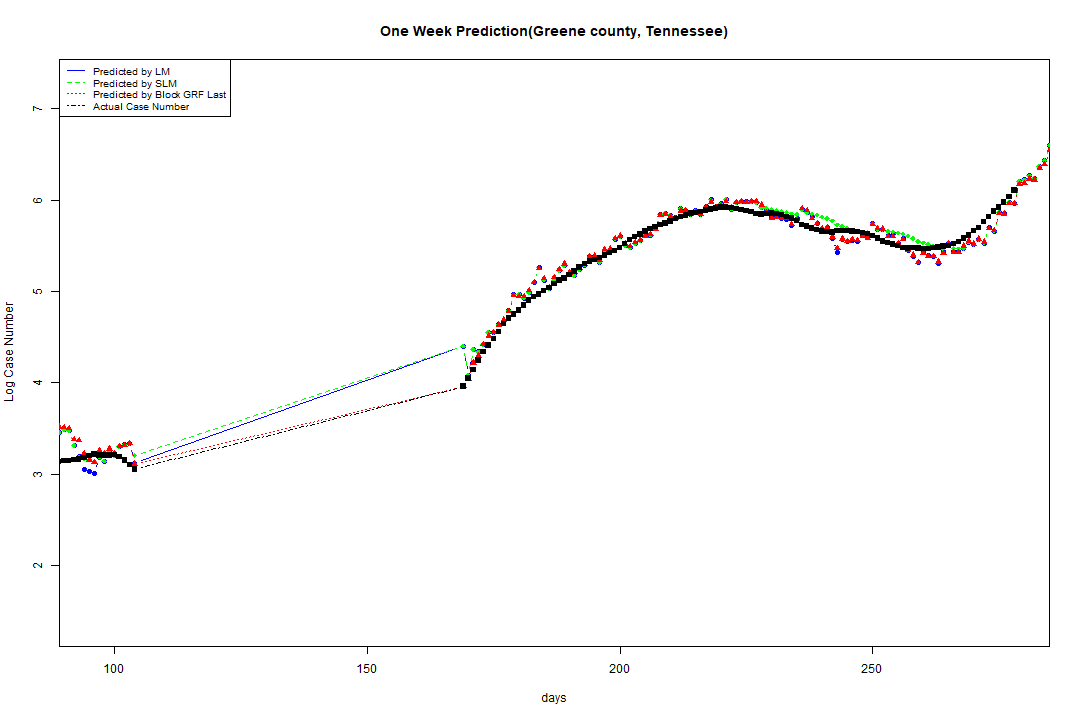 One Week Prediction(Greene county, Tennessee)
Predicted by LM
Predicted by SLM
Predicted by Block GRF Last
Actual Case Number
7
6
5
4
3
2
Log Case Number
100 150 200 250
days